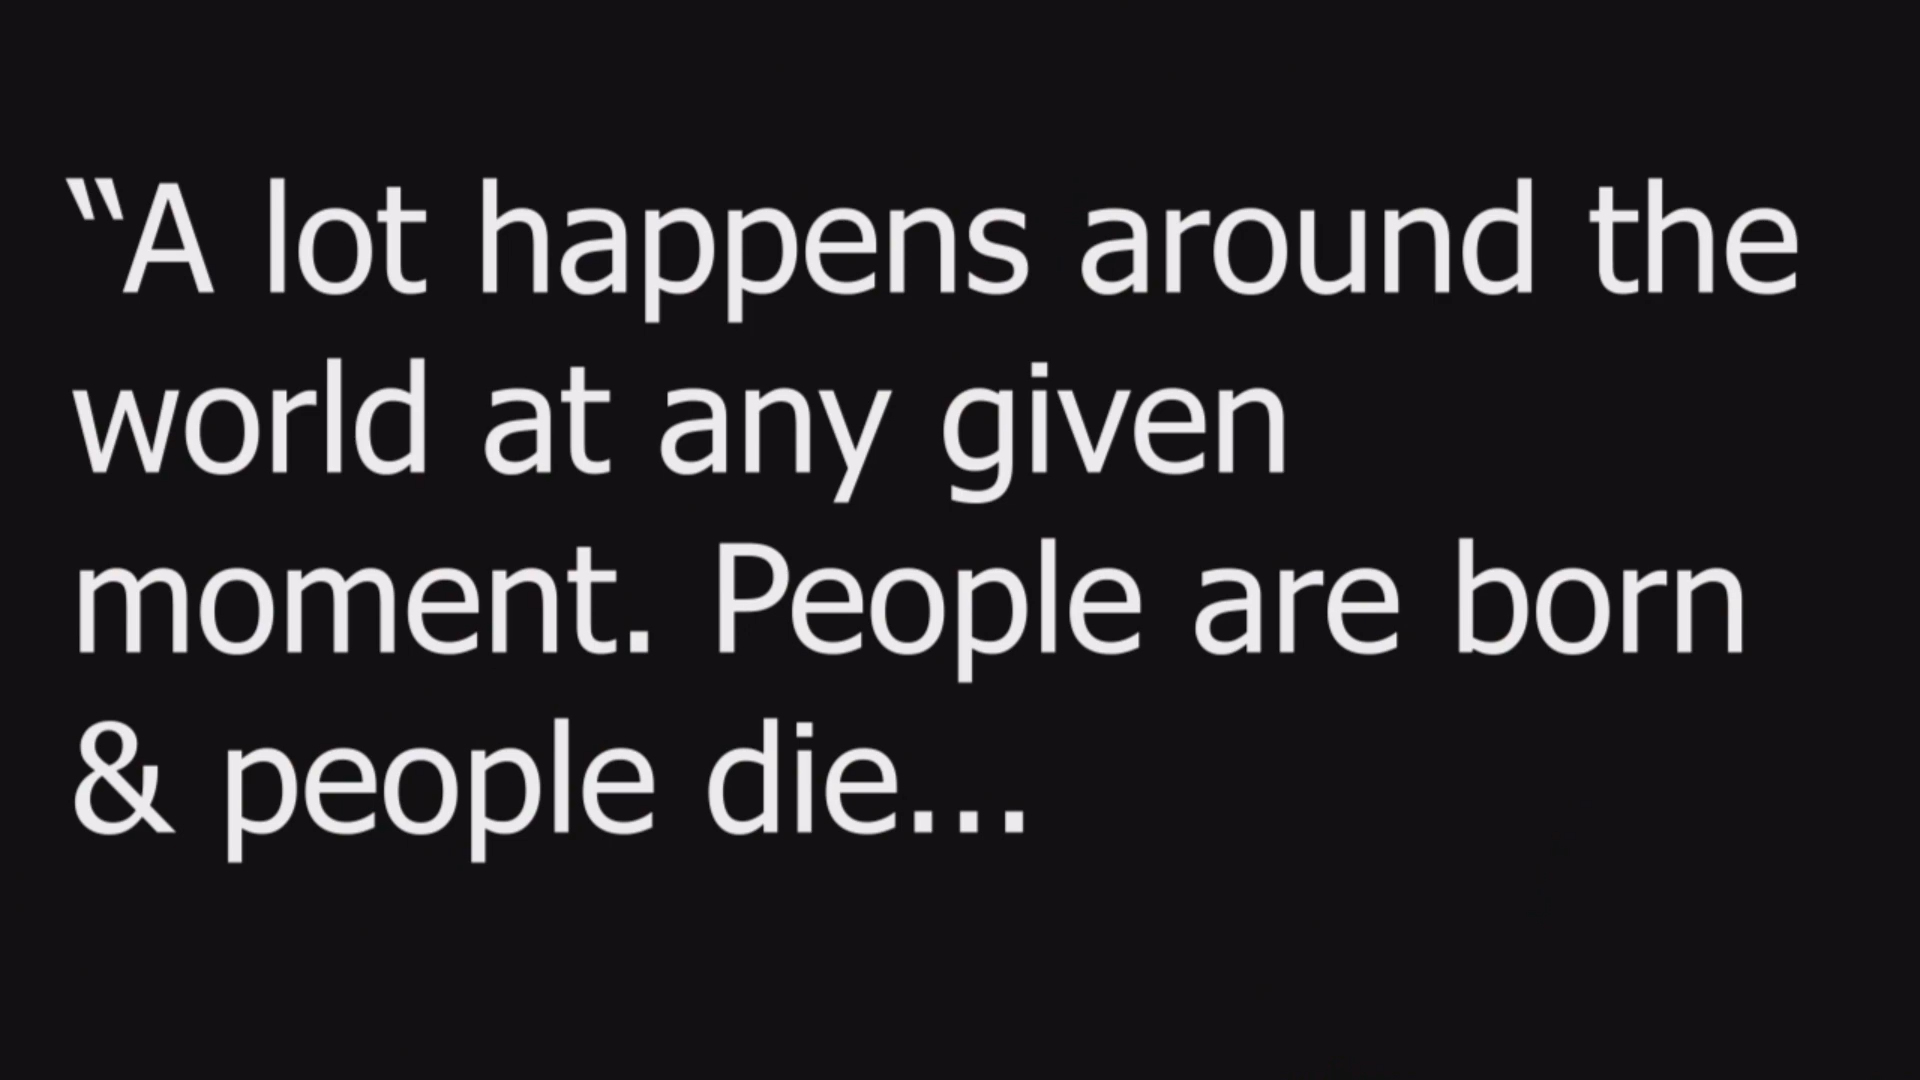 “A lot happens around the
world at any given
moment. People are born
& people die...